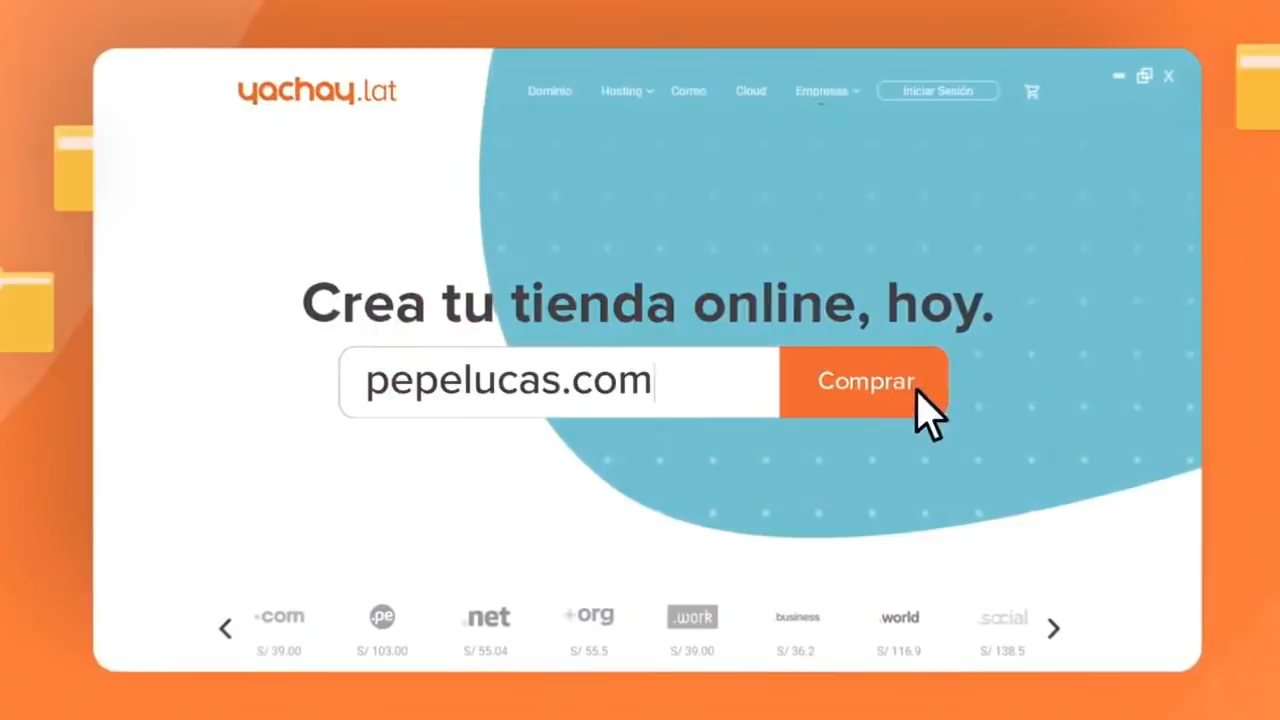 yachay.lat
Dominio Hosting Correo Cloud Empresas Iniciar Sesión
X
Crea tu tienda online, hoy.
pepelucas.com Comprar
.com .pe .net .org .work business .world .social
S/ 39.00 S/ 103.00 S/ 55.04 S/ 55.5 S/ 39.00 S/ 36.2 S/ 116.9 S/ 138.5